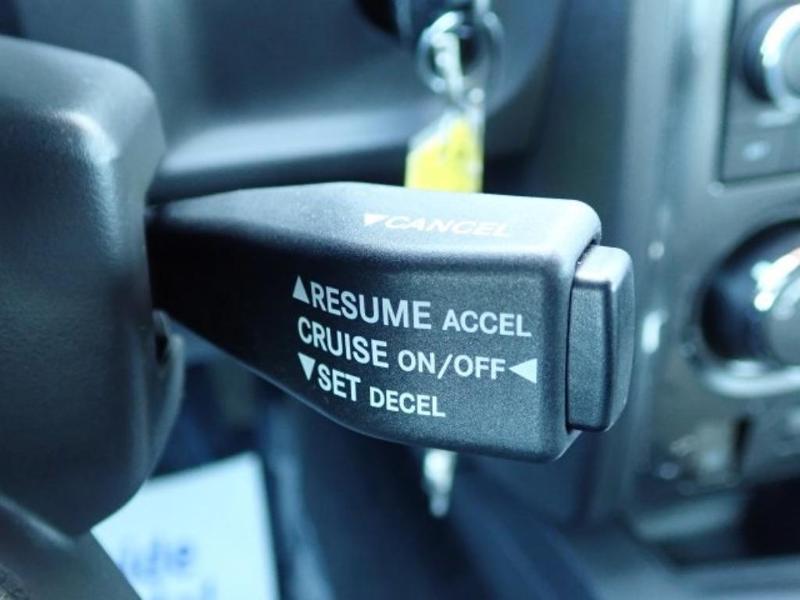 ▼CANCEL
▲RESUME ACCEL
CRUISE ON/OFF◀
▼SET DECEL